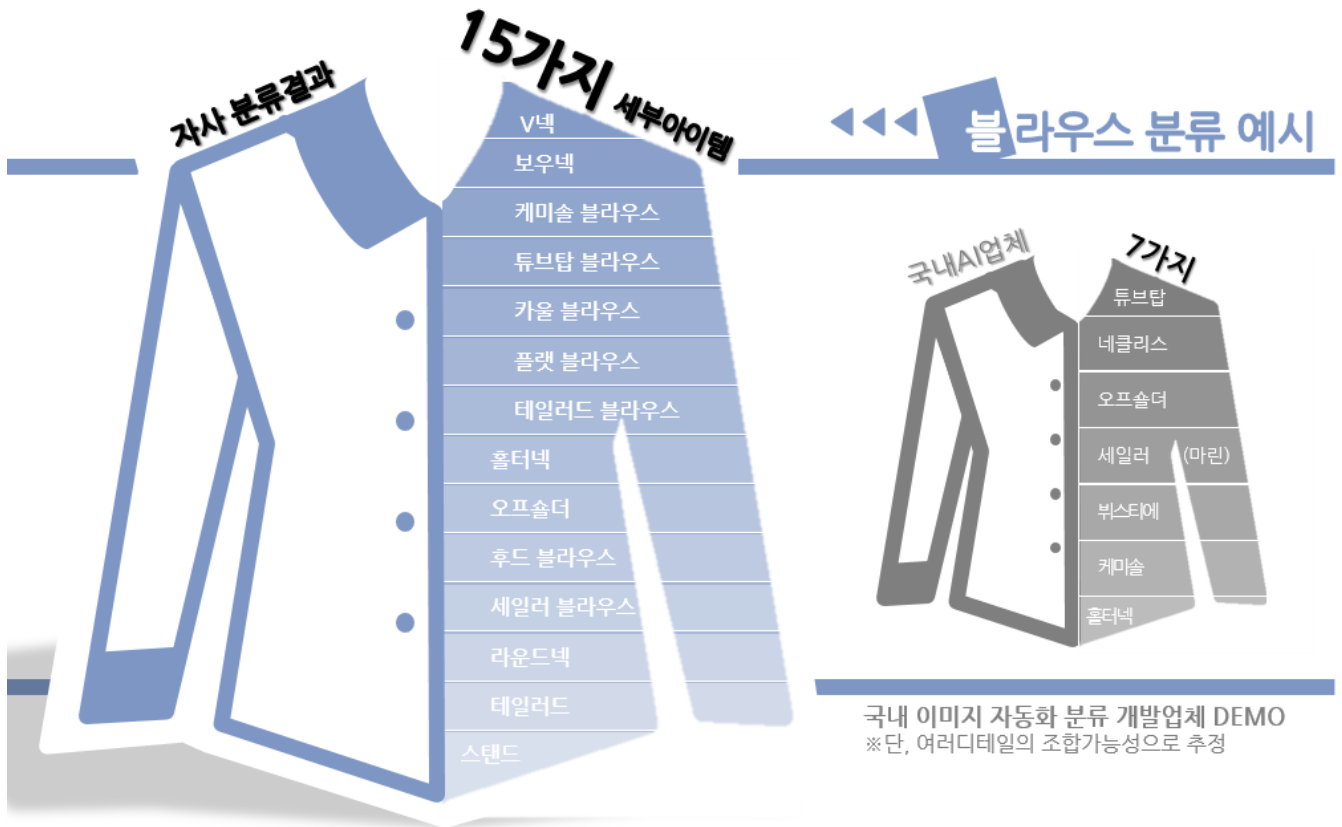 자사 분류결과
15가지 세부아이템
V넥
보우넥
케미솔 블라우스
튜브탑 블라우스
카울 블라우스
플랫 블라우스
테일러드 블라우스
홀터넥
오프숄더
후드 블라우스
세일러 블라우스
라운드넥
테일러드
스탠드
블라우스 분류 예시
국내AI업체
7가지
튜브탑
네클리스
오프숄더
세일러 (마린)
뷔스티에
케미솔
홀터넥
국내 이미지 자동화 분류 개발업체 DEMO
※단, 여러디테일의 조합가능성으로 추정